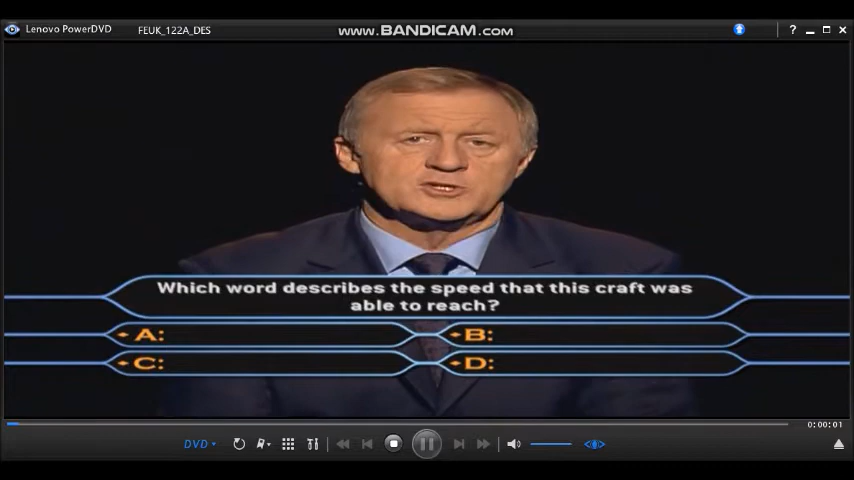 Lenovo PowerDVD
FEUK_122A_DES
www.BANDICAM.com
?
Which word describes the speed that this craft was
able to reach?
A:
B:
C:
D:
0:00:01
DVD